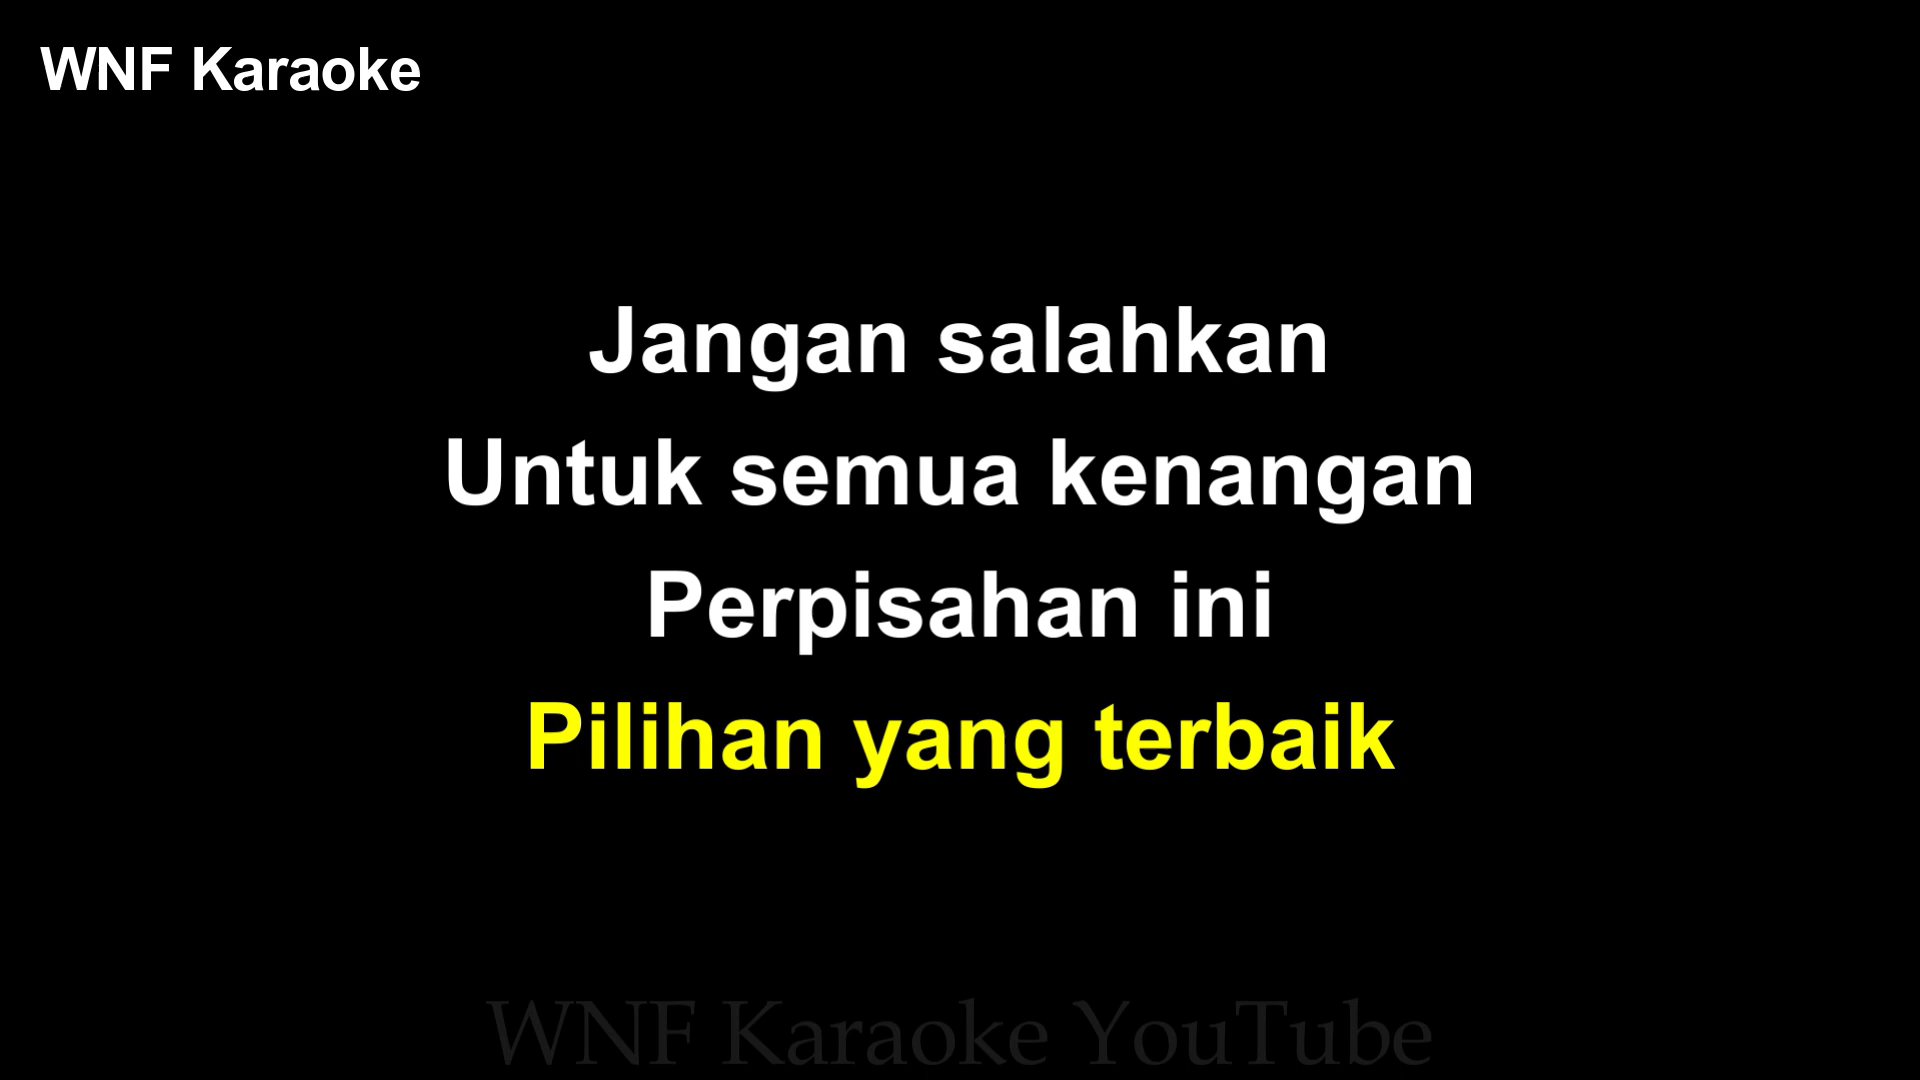 WNF Karaoke
Jangan salahkan
Untuk semua kenangan
Perpisahan ini
Pilihan yang terbaik
WNF Karaoke YouTube